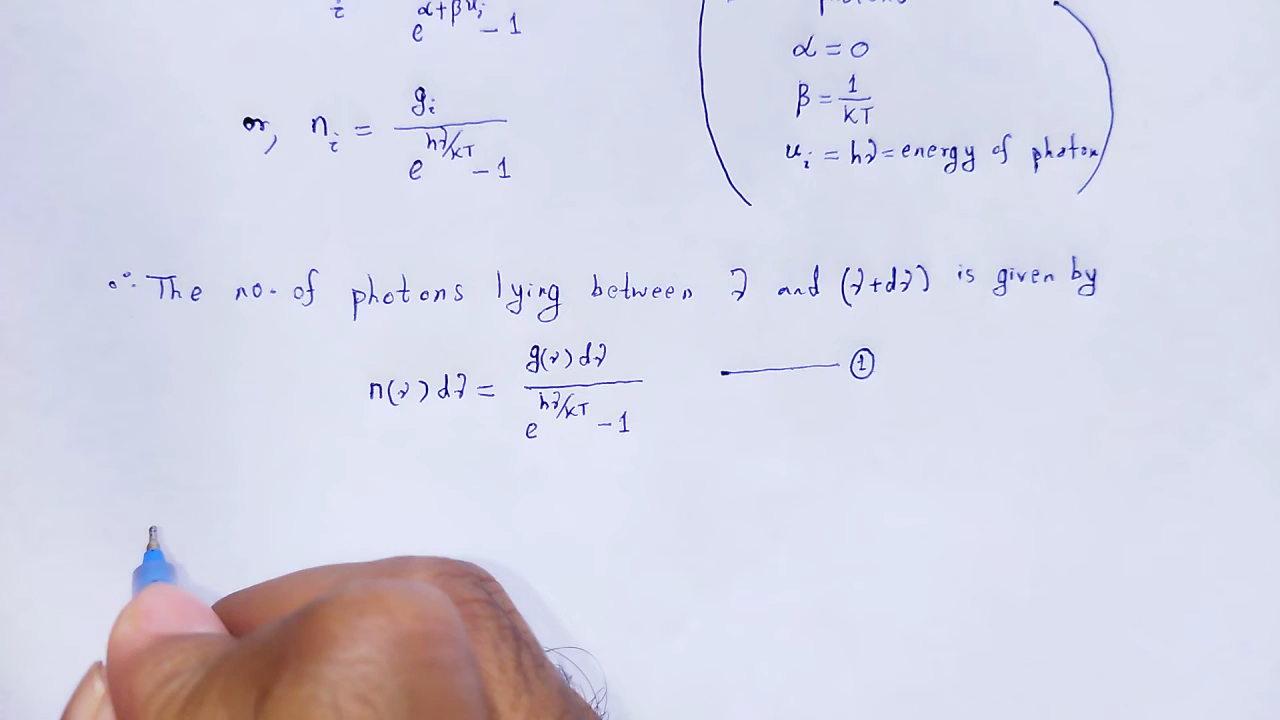 i e^(α+βu_i) - 1
α = 0
β = 1/KT
u_i = hν = energy of photon
or, n_i = g_i / (e^(hν/KT) - 1)
∴ The no. of photons lying between ν and (ν+dν) is given by
n(ν)dν = g(ν)dν / (e^(hν/KT) - 1) ——— ①